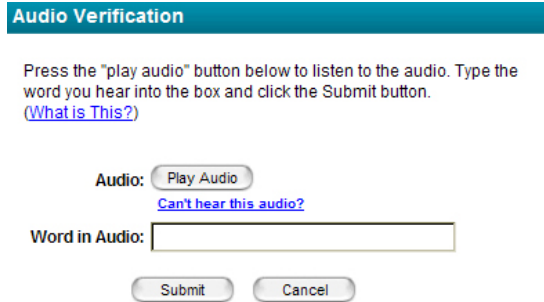 Audio Verification
Press the "play audio" button below to listen to the audio. Type the
word you hear into the box and click the Submit button.
(What is This?)
Audio: Play Audio
Can't hear this audio?
Word in Audio:
Submit Cancel